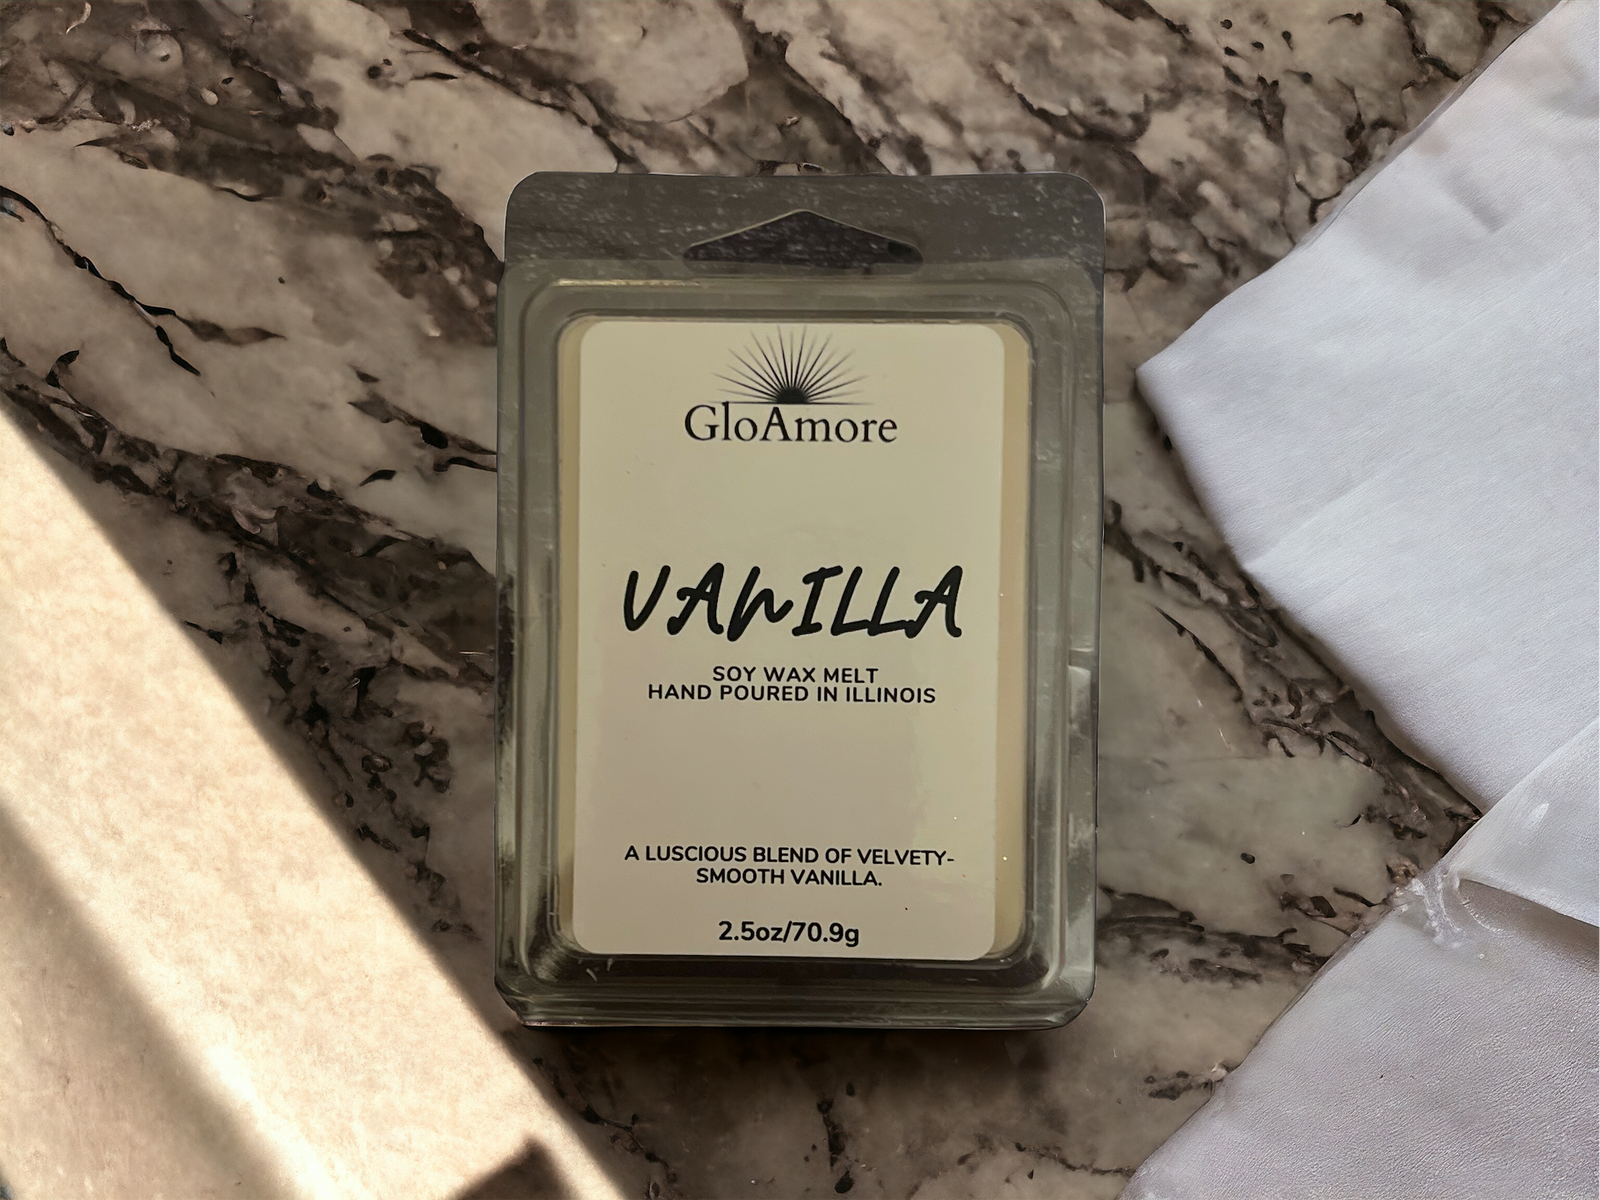 GloAmore
VANILLA
SOY WAX MELT
HAND POURED IN ILLINOIS
A LUSCIOUS BLEND OF VELVETY-
SMOOTH VANILLA.
2.5oz/70.9g